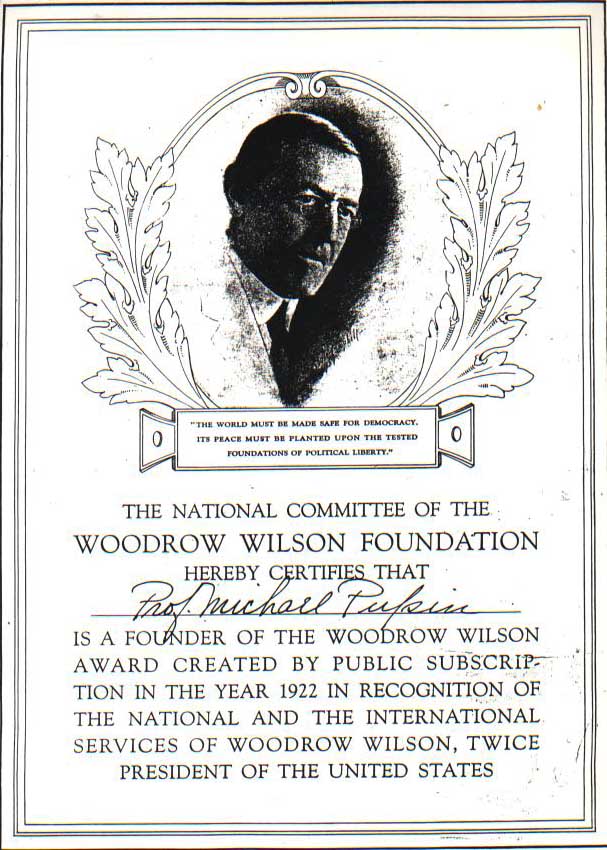 "THE WORLD MUST BE MADE SAFE FOR DEMOCRACY.
ITS PEACE MUST BE PLANTED UPON THE TESTED
FOUNDATIONS OF POLITICAL LIBERTY."
THE NATIONAL COMMITTEE OF THE
WOODROW WILSON FOUNDATION
HEREBY CERTIFIES THAT
Prof. Michael Pupin
IS A FOUNDER OF THE WOODROW WILSON
AWARD CREATED BY PUBLIC SUBSCRIP-
TION IN THE YEAR 1922 IN RECOGNITION OF
THE NATIONAL AND THE INTERNATIONAL
SERVICES OF WOODROW WILSON, TWICE
PRESIDENT OF THE UNITED STATES